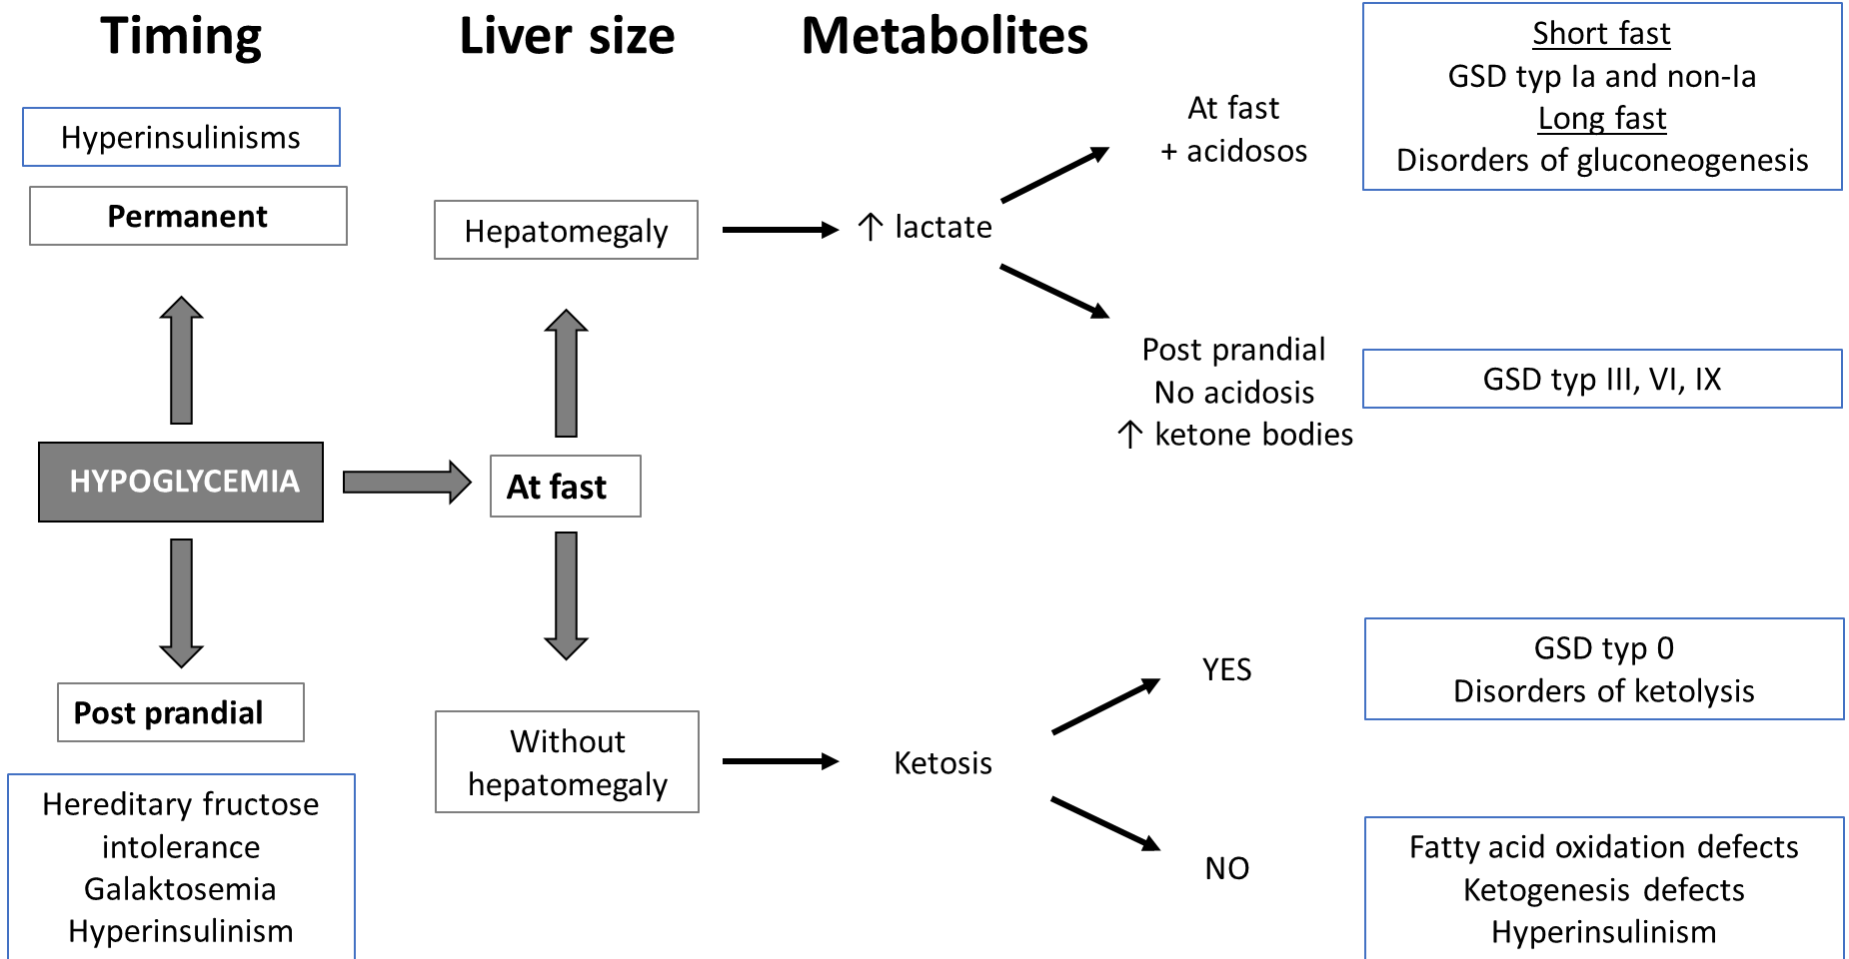 Timing
Liver size
Metabolites
Hyperinsulinisms
Permanent
HYPOGLYCEMIA
Post prandial
Hereditary fructose
intolerance
Galaktosemia
Hyperinsulinism
At fast
Hepatomegaly
↑ lactate
At fast
+ acidosos
Short fast
GSD typ Ia and non-Ia
Long fast
Disorders of gluconeogenesis
Post prandial
No acidosis
↑ ketone bodies
GSD typ III, VI, IX
Without
hepatomegaly
Ketosis
YES
GSD typ 0
Disorders of ketolysis
NO
Fatty acid oxidation defects
Ketogenesis defects
Hyperinsulinism